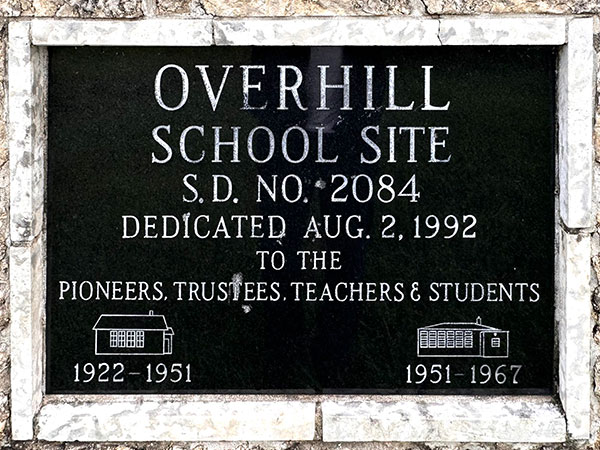 OVERHILL
SCHOOL SITE
S.D. NO. 2084
DEDICATED AUG. 2, 1992
TO THE
PIONEERS, TRUSTEES, TEACHERS & STUDENTS
1922-1951 1951-1967